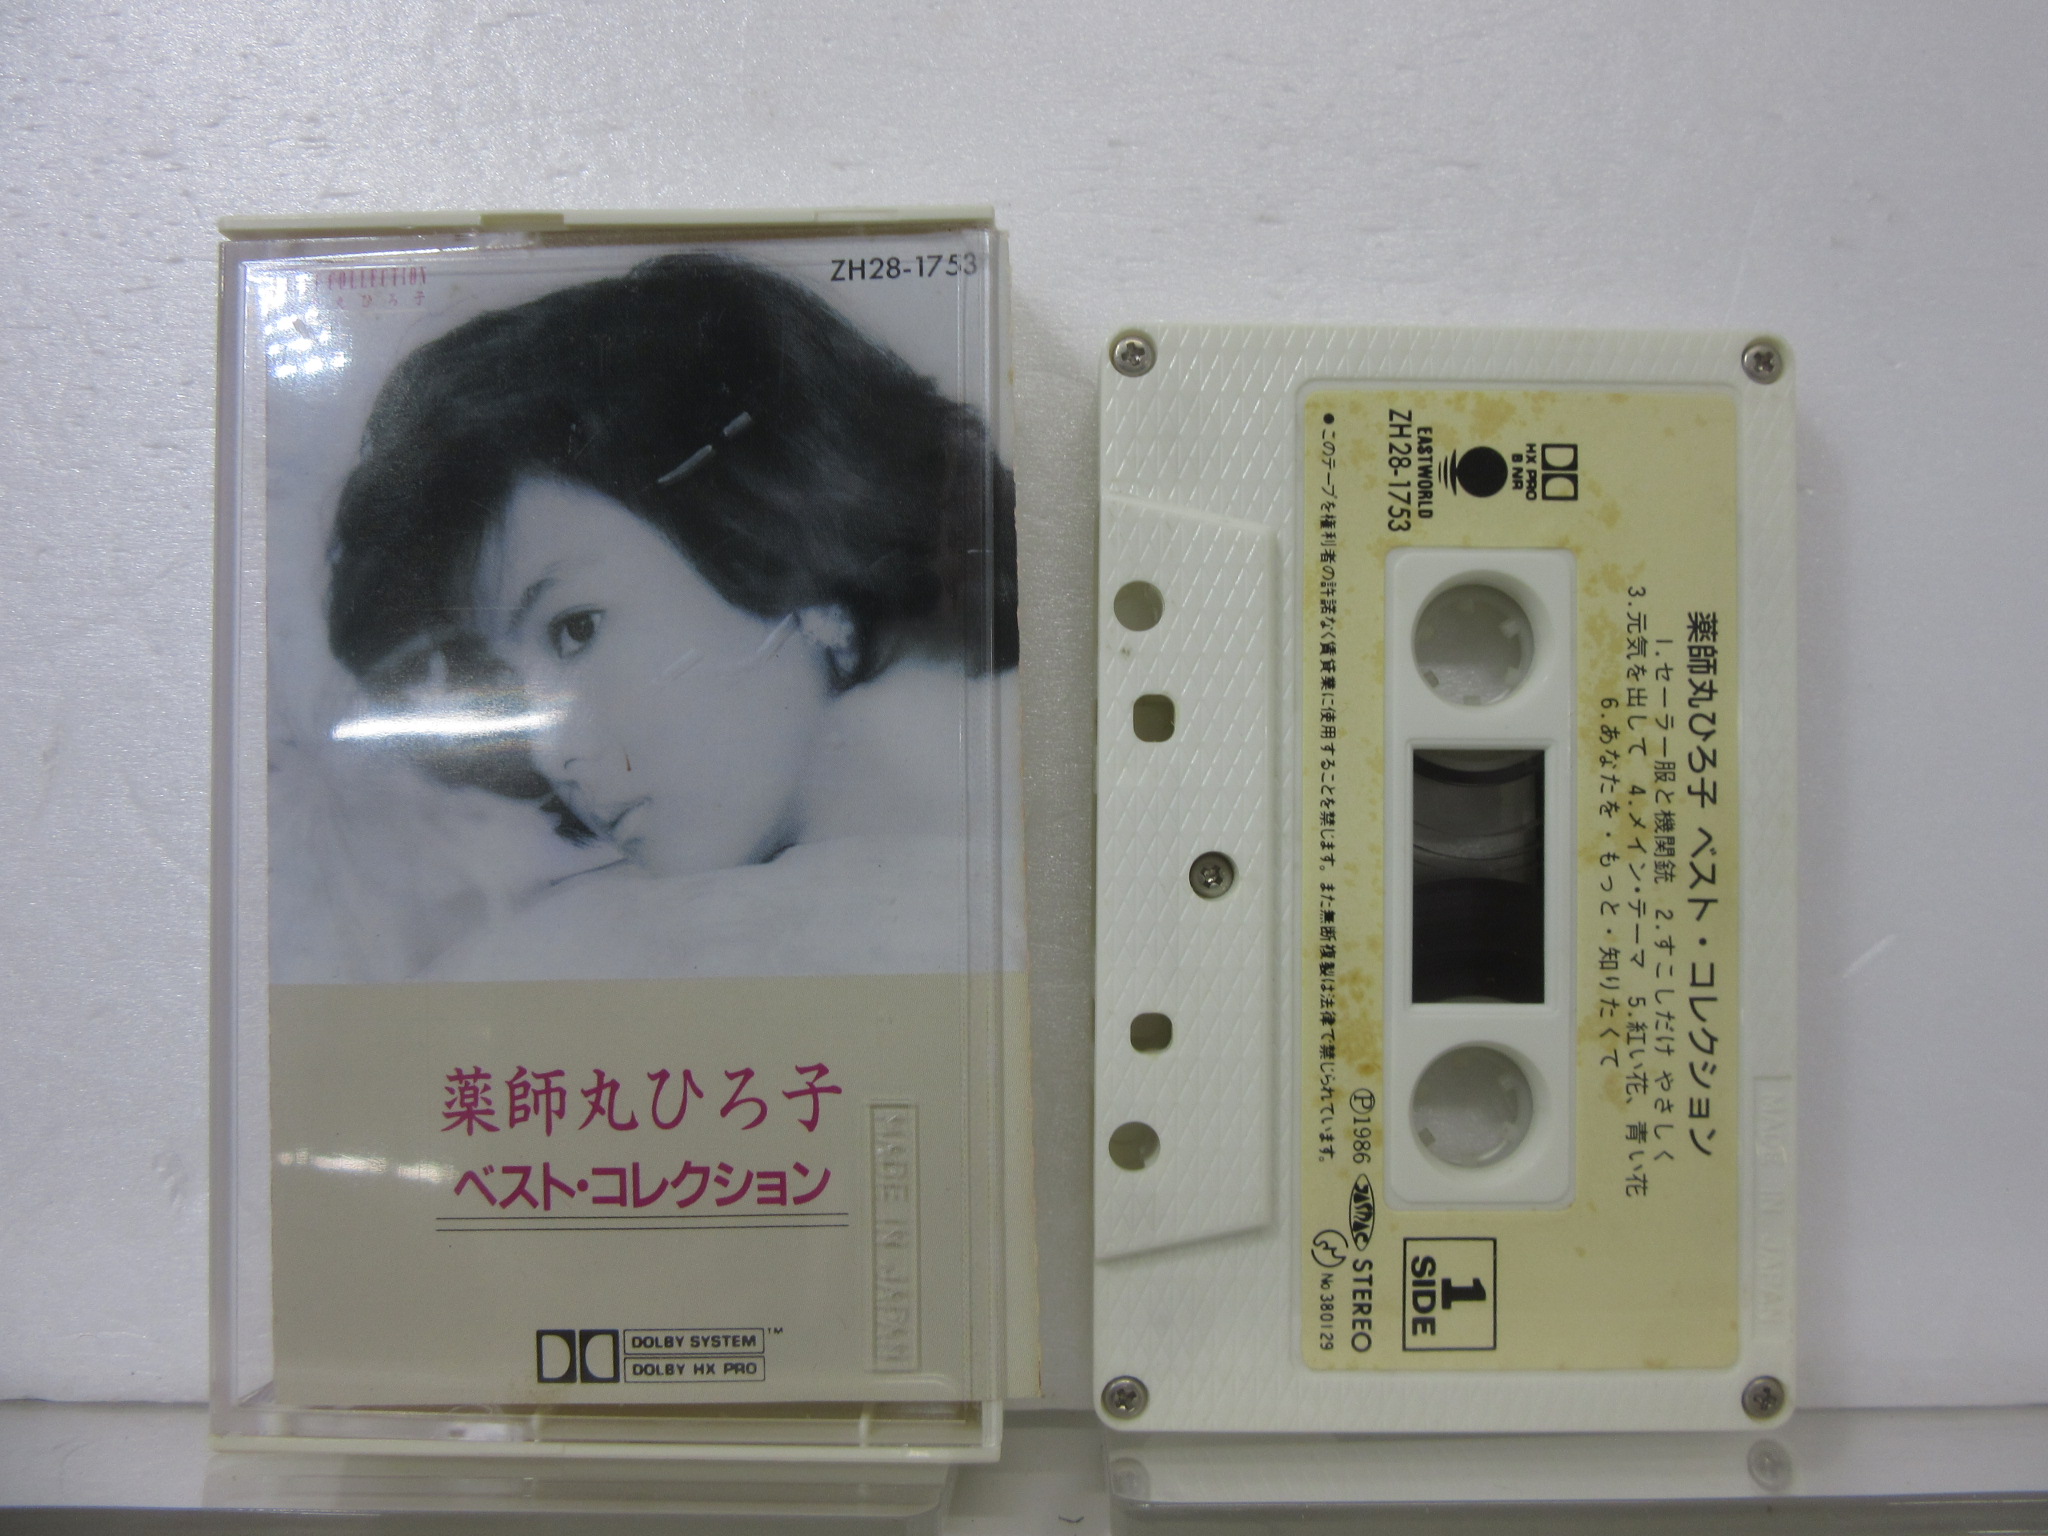 COLLECTION
ひろ子
ZH28-1753
薬師丸ひろ子
ベスト・コレクション
MADE IN JAPAN
DOLBY SYSTEM™
DOLBY HX PRO
薬師丸ひろ子 ベスト・コレクション
1.セーラー服と機関銃 2.すこしだけ やさしく
3.元気を出して 4.メイン・テーマ 5.紅い花、青い花
6.あなたを・もっと・知りたくて
HX PRO
B NR
EASTWORLD
ZH28-1753
1
SIDE
●このテープを権利者の許諾なく賃貸業に使用することを禁じます。また無断複製は法律で禁じられています。
Ⓟ1986 JASRAC STEREO
No.380129